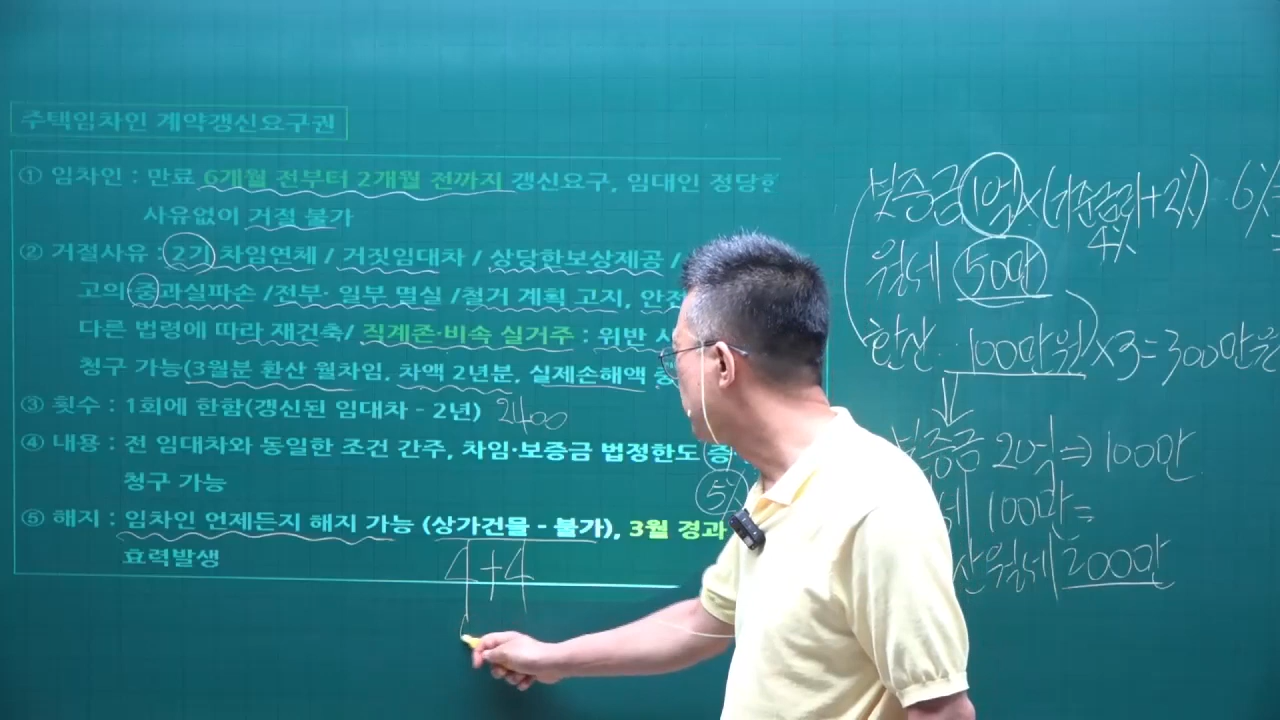 주택임차인 계약갱신요구권
① 임차인 : 만료 6개월 전부터 2개월 전까지 갱신요구, 임대인 정당한
사유없이 거절 불가
② 거절사유 : 2기 차임연체 / 거짓임대차 / 상당한보상제공 /
고의 중과실파손 /전부· 일부 멸실 /철거 계획 고지, 안전
다른 법령에 따라 재건축/ 직계존·비속 실거주 : 위반 시
청구 가능(3월분 환산 월차임, 차액 2년분, 실제손해액 중
③ 횟수 : 1회에 한함(갱신된 임대차 - 2년) 2400
④ 내용 : 전 임대차와 동일한 조건 간주, 차임·보증금 법정한도 증
청구 가능
5%
⑤ 해지 : 임차인 언제든지 해지 가능 (상가건물 - 불가), 3월 경과
효력발생
4+4
보증금 1억×(기준금리+2%) 6%
4%
월세 50만
환산 100만원×3=300만원
보증금 20억⇒100만
세 100만=
산월세 200만